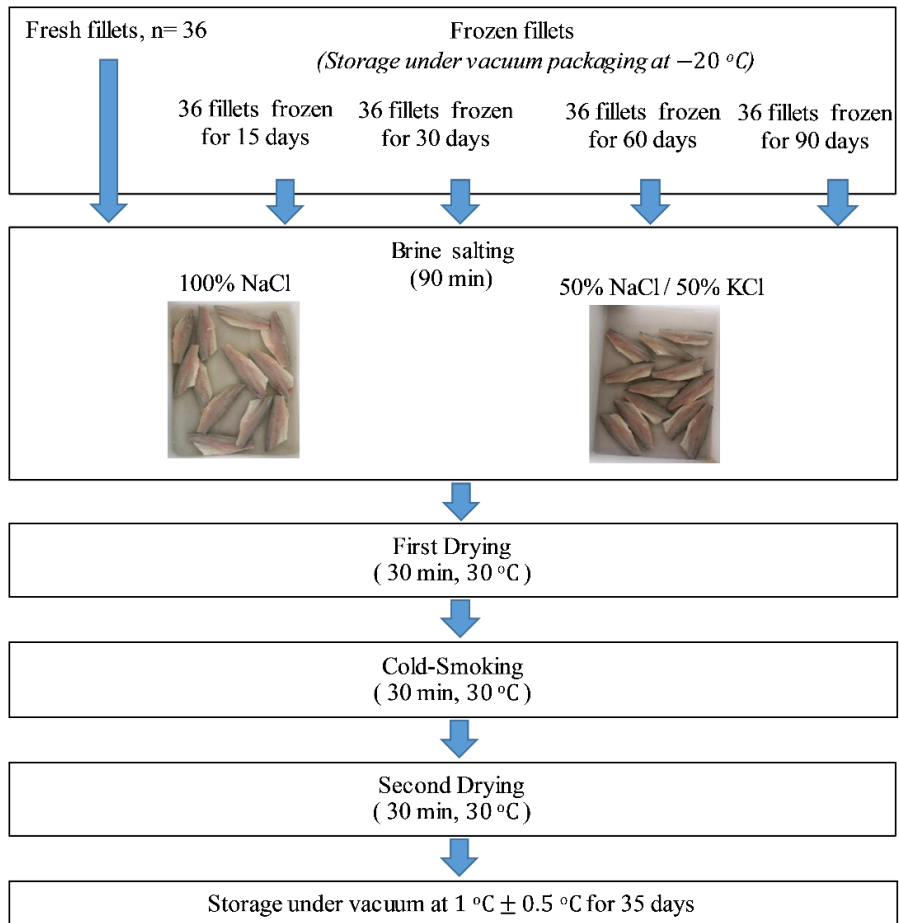 Fresh fillets, n= 36
Frozen fillets
(Storage under vacuum packaging at −20 °C)
36 fillets frozen
for 15 days
36 fillets frozen
for 30 days
36 fillets frozen
for 60 days
36 fillets frozen
for 90 days
Brine salting
(90 min)
100% NaCl
50% NaCl / 50% KCl
First Drying
( 30 min, 30 °C )
Cold-Smoking
( 30 min, 30 °C )
Second Drying
( 30 min, 30 °C )
Storage under vacuum at 1 °C ± 0.5 °C for 35 days